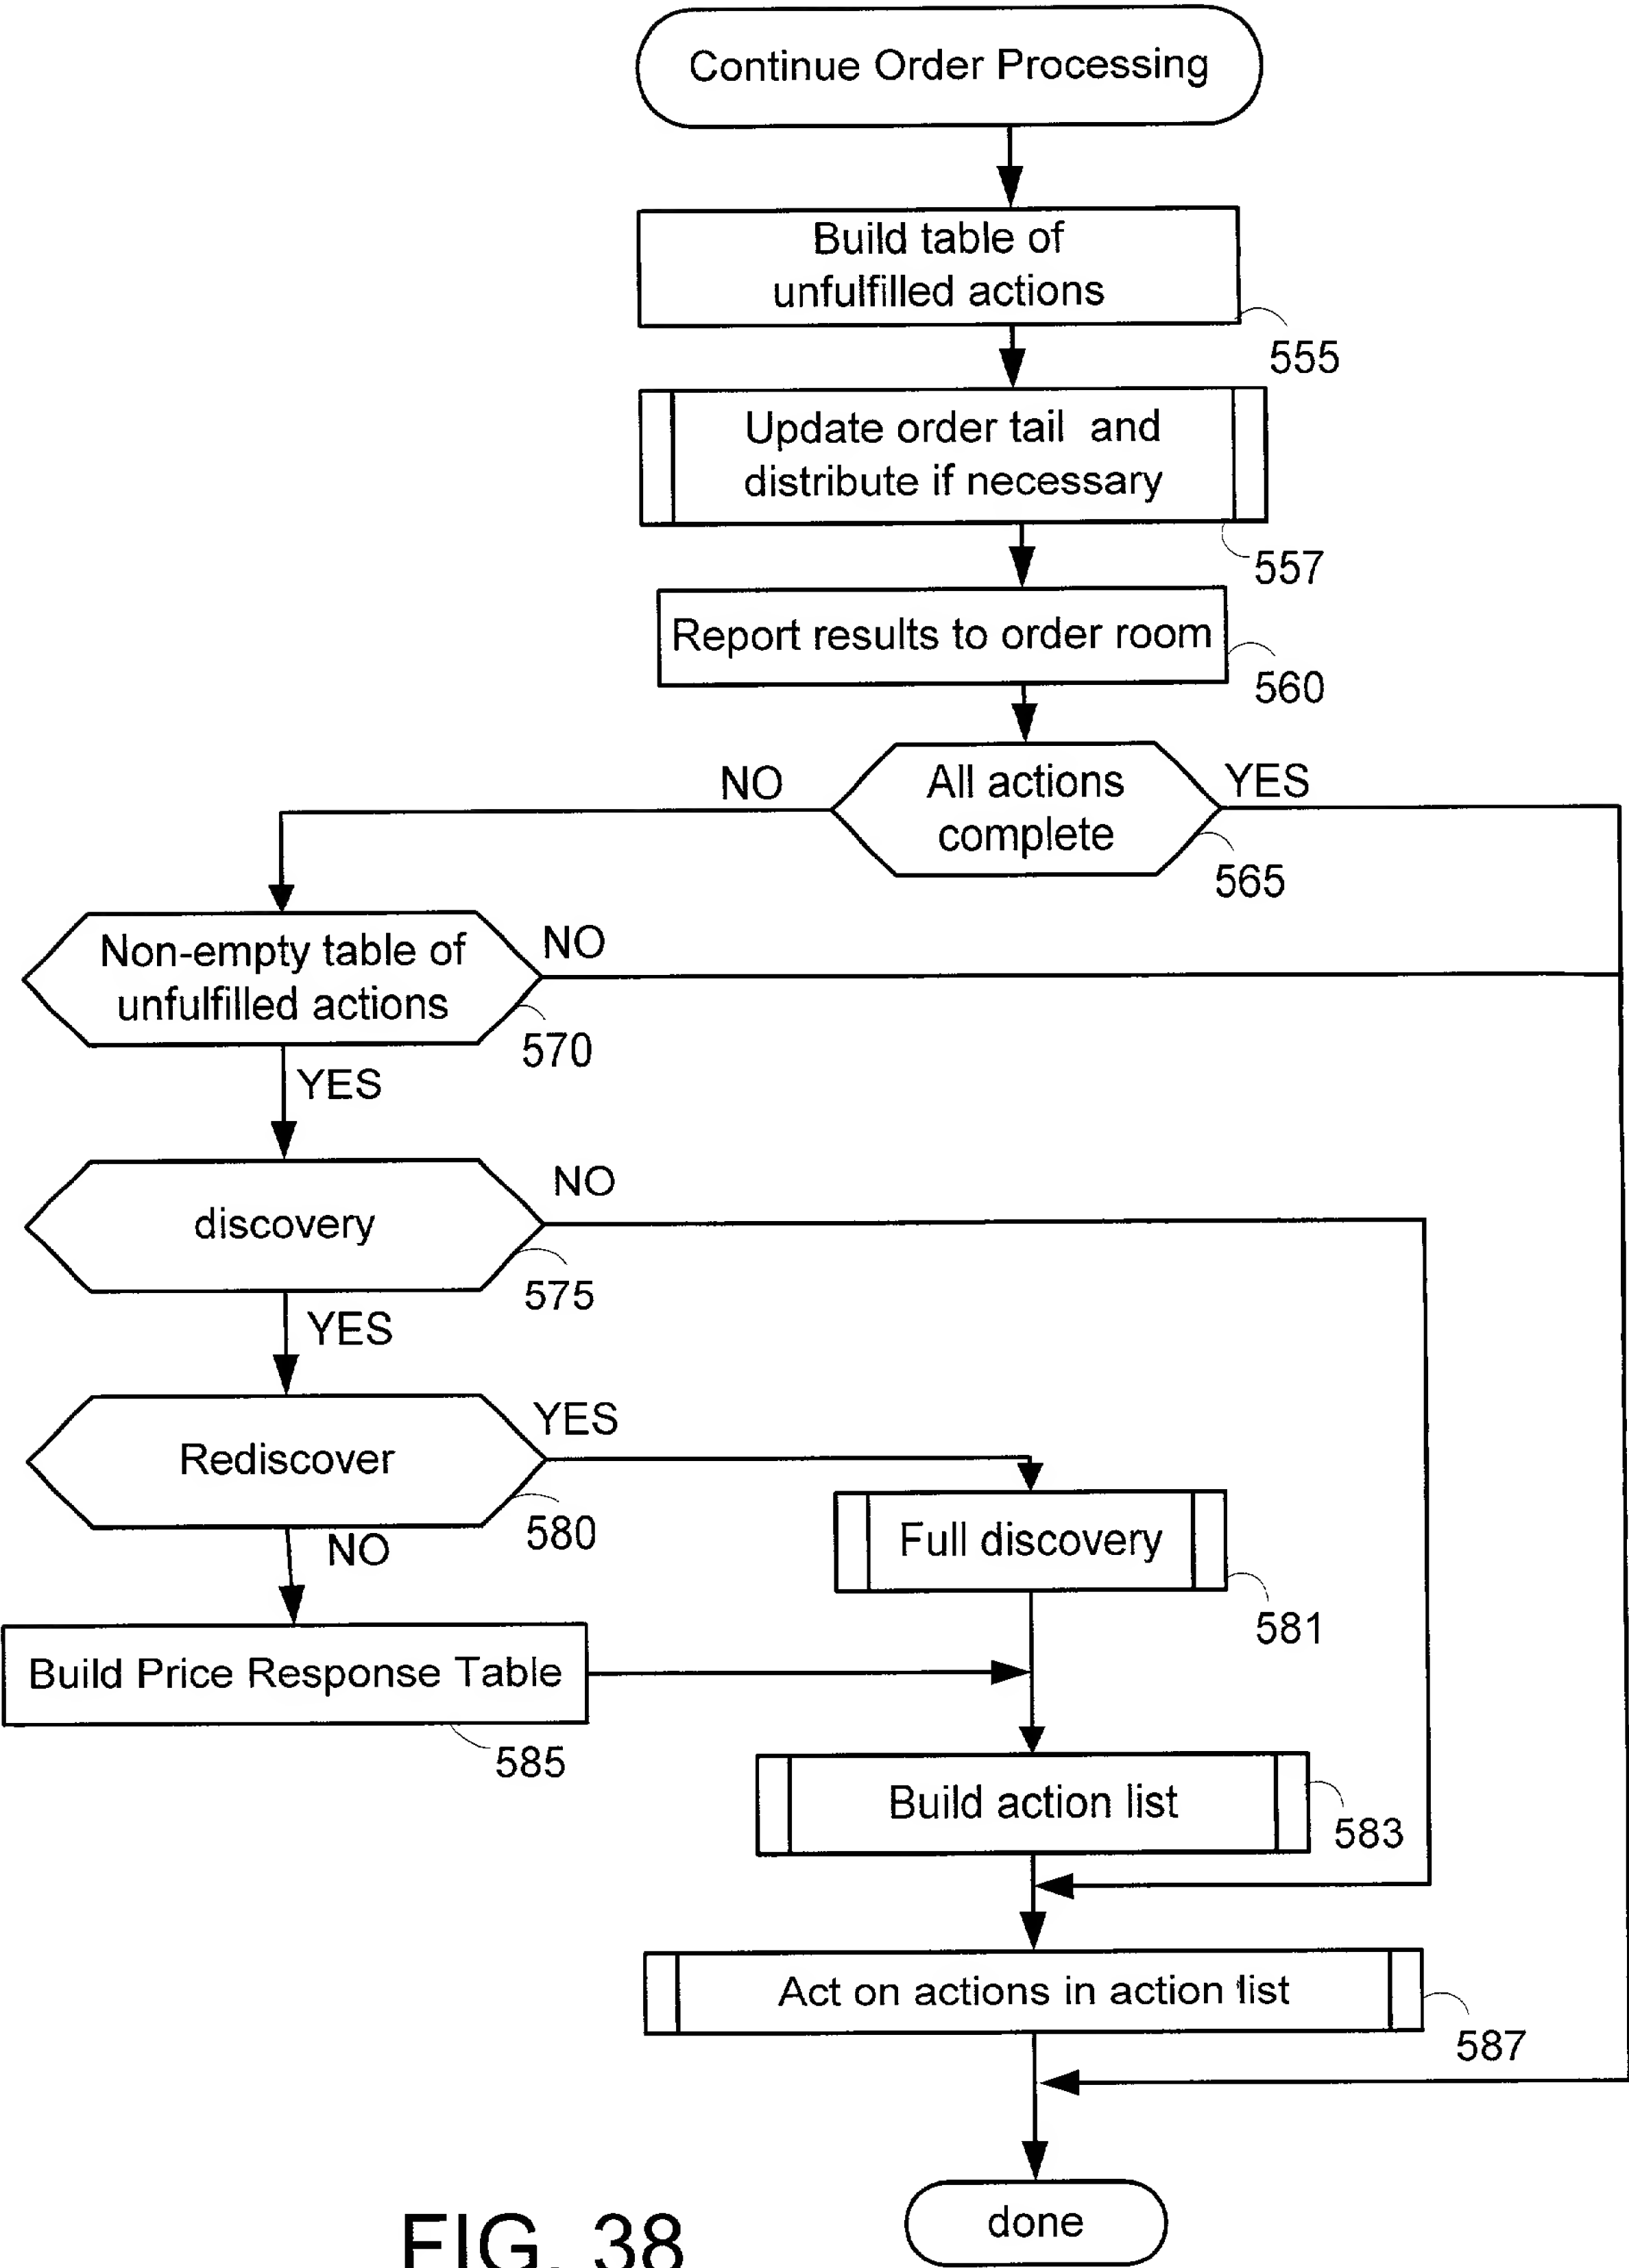 Continue Order Processing
Build table of
unfulfilled actions
555
Update order tail and
distribute if necessary
557
Report results to order room
560
NO
All actions
complete
YES
565
Non-empty table of
unfulfilled actions
NO
570
YES
discovery
NO
575
YES
Rediscover
YES
580
NO
Full discovery
581
Build Price Response Table
585
Build action list
583
Act on actions in action list
587
done
FIG. 38